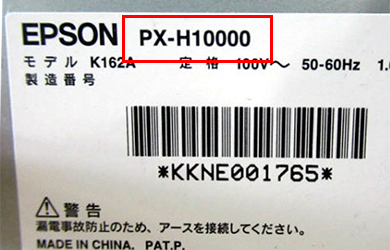 EPSON PX-H10000
モデル K162A 定格 100V～ 50-60Hz 1.
製造番号
*KKNE001765*
⚠警告
漏電事故防止のため、アースを接続してください。
MADE IN CHINA, PAT.P.